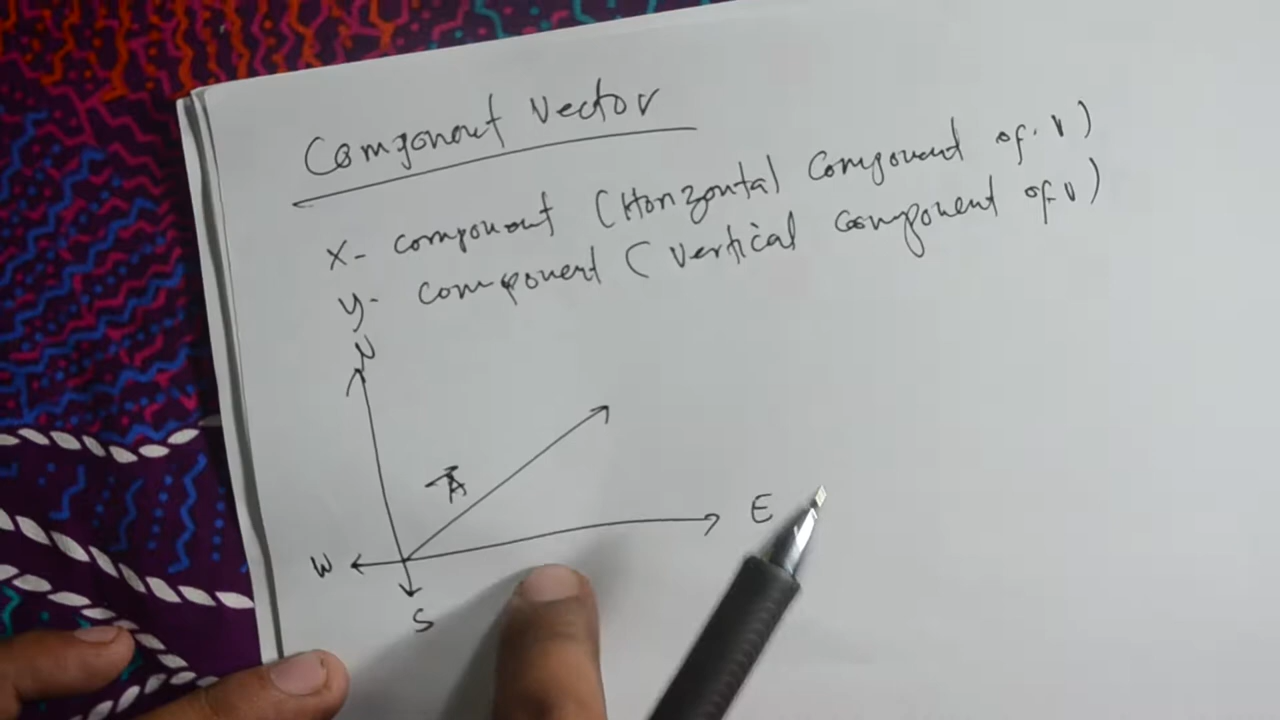 Component Vector
x- component (Horizontal component of v)
y- component (Vertical component of v)
N
A
E
W
S